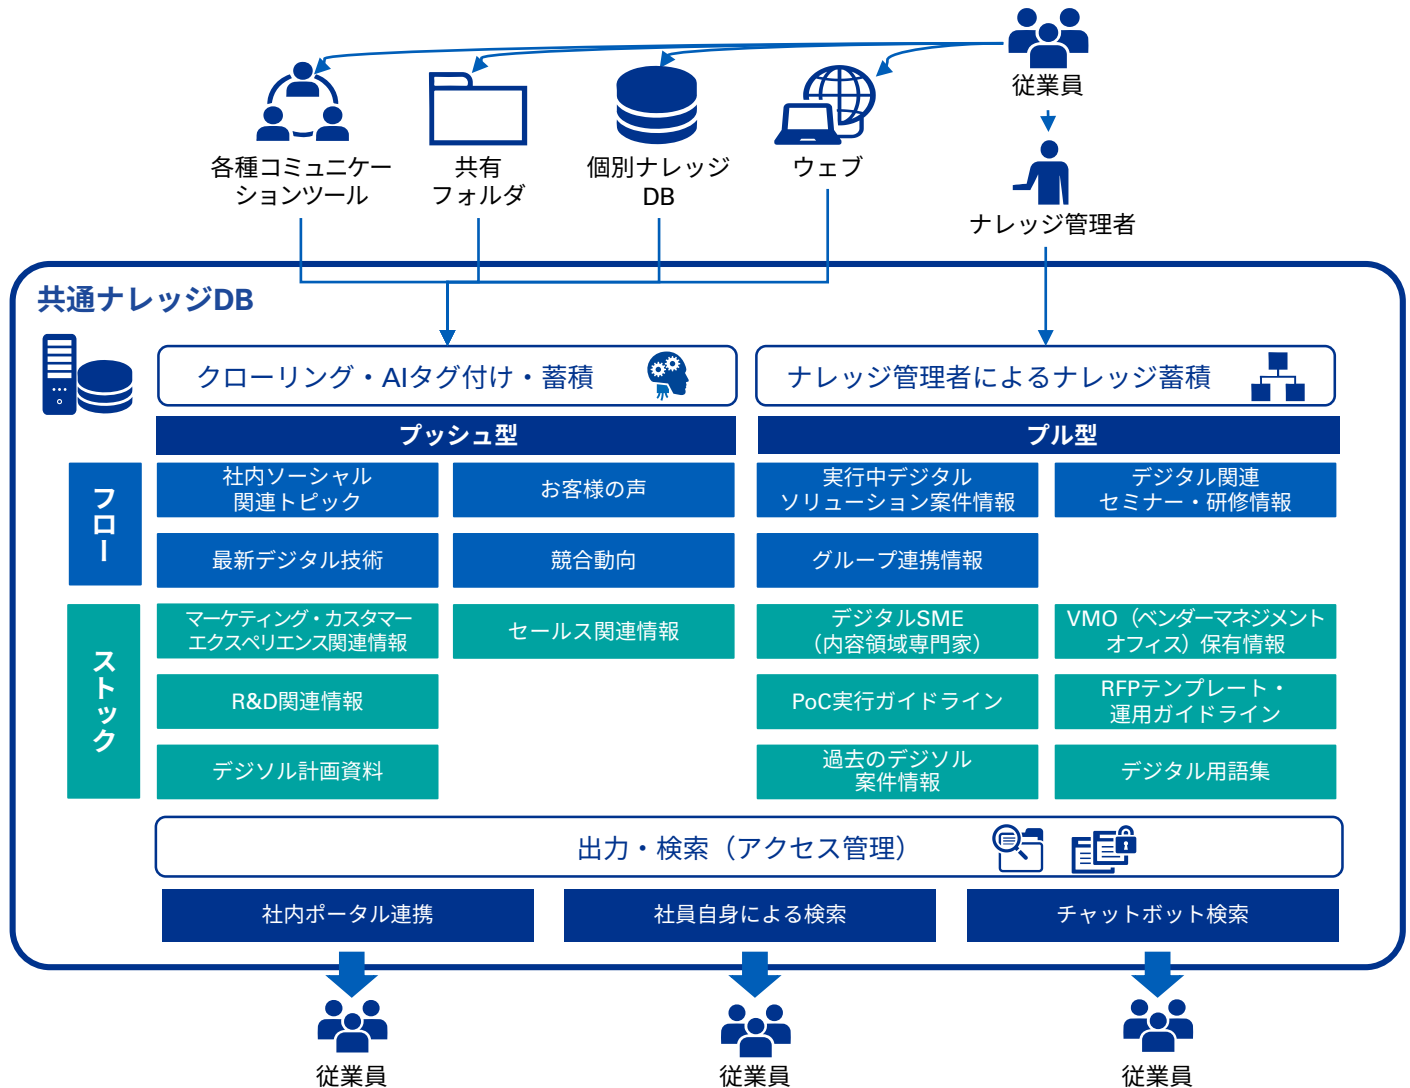 従業員
各種コミュニケー
ションツール
共有
フォルダ
個別ナレッジ
DB
ウェブ
ナレッジ管理者
共通ナレッジDB
クローリング・AIタグ付け・蓄積
ナレッジ管理者によるナレッジ蓄積
プッシュ型
プル型
フロー
社内ソーシャル
関連トピック
お客様の声
実行中デジタル
ソリューション案件情報
デジタル関連
セミナー・研修情報
最新デジタル技術
競合動向
グループ連携情報
ストック
マーケティング・カスタマー
エクスペリエンス関連情報
セールス関連情報
デジタルSME
（内容領域専門家）
VMO（ベンダーマネジメント
オフィス）保有情報
R&D関連情報
PoC実行ガイドライン
RFPテンプレート・
運用ガイドライン
デジソル計画資料
過去のデジソル
案件情報
デジタル用語集
出力・検索（アクセス管理）
社内ポータル連携
社員自身による検索
チャットボット検索
従業員
従業員
従業員